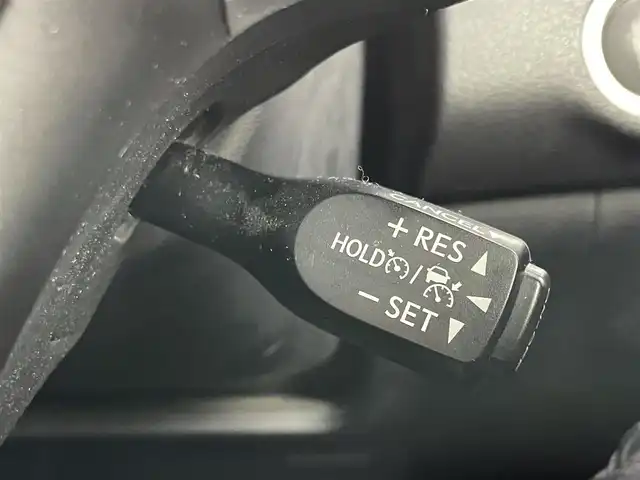 CANCEL
+ RES ▲
HOLD / ◀
− SET ▼